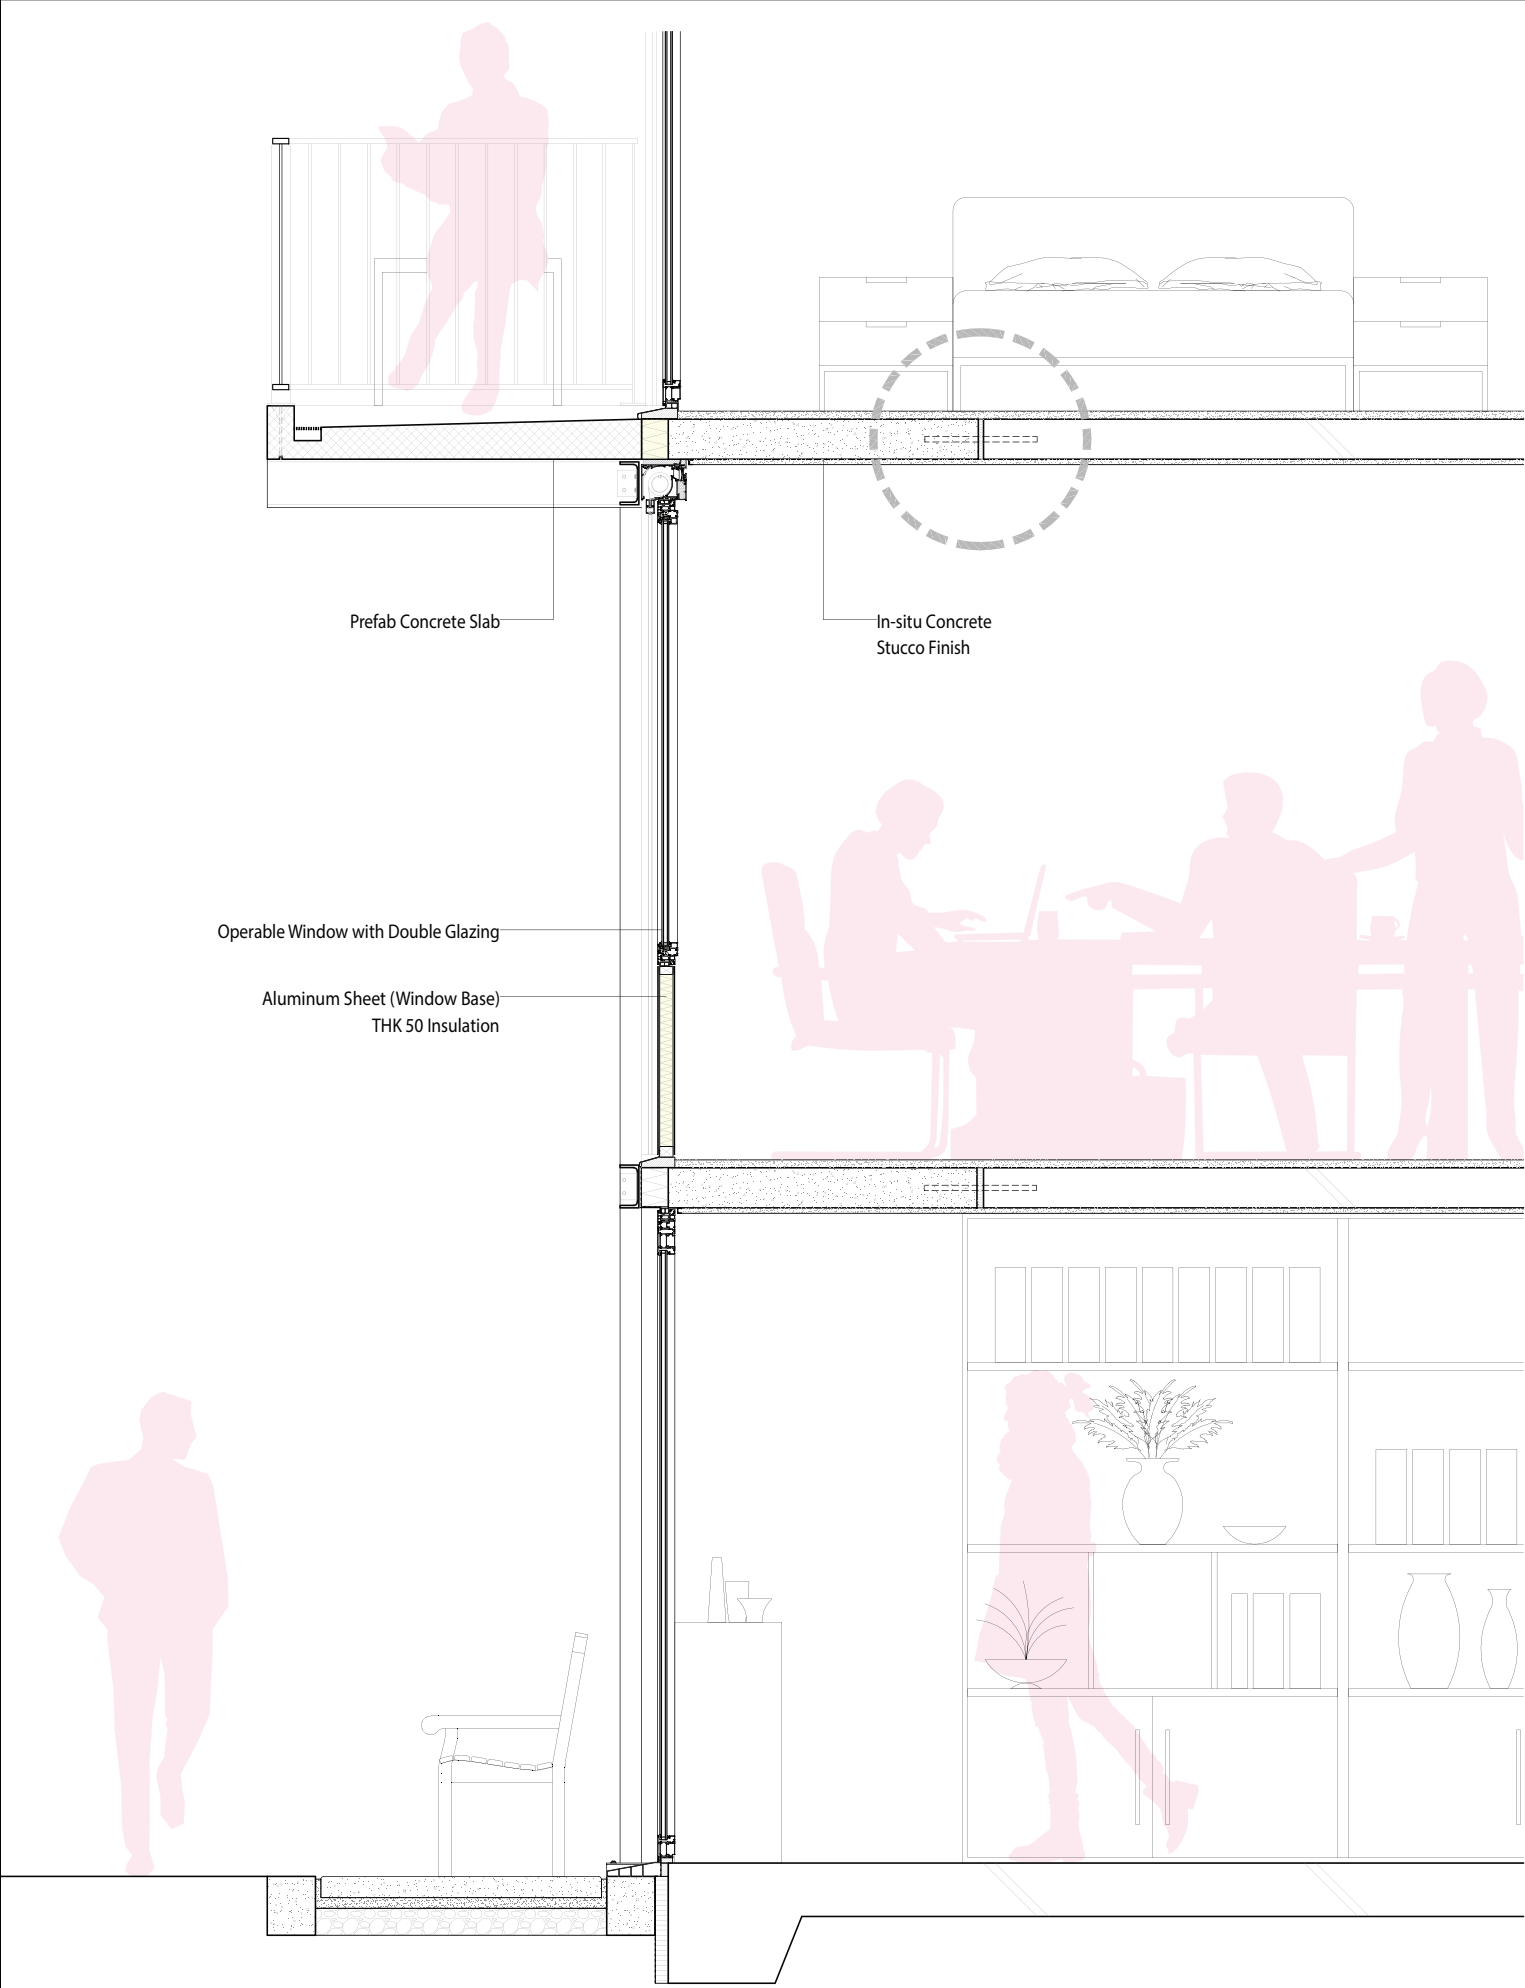 Prefab Concrete Slab
In-situ Concrete
Stucco Finish
Operable Window with Double Glazing
Aluminum Sheet (Window Base)
THK 50 Insulation